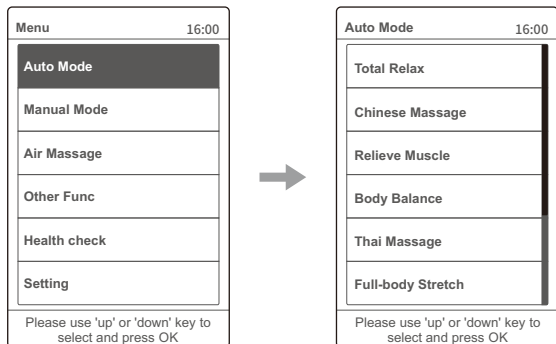 Menu 16:00
Auto Mode
Manual Mode
Air Massage
Other Func
Health check
Setting
Please use 'up' or 'down' key to
select and press OK
Auto Mode 16:00
Total Relax
Chinese Massage
Relieve Muscle
Body Balance
Thai Massage
Full-body Stretch
Please use 'up' or 'down' key to
select and press OK